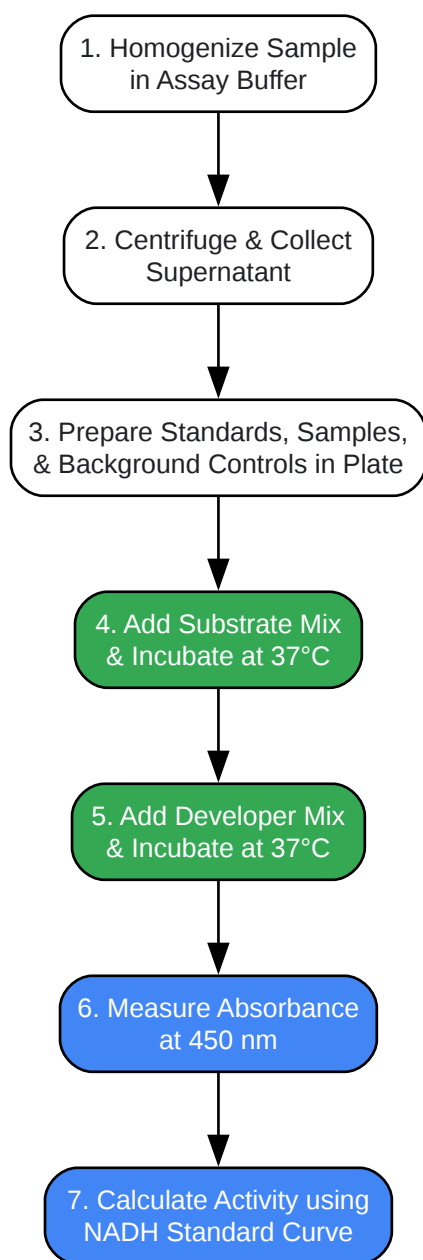 1. Homogenize Sample
in Assay Buffer
2. Centrifuge & Collect
Supernatant
3. Prepare Standards, Samples,
& Background Controls in Plate
4. Add Substrate Mix
& Incubate at 37°C
5. Add Developer Mix
& Incubate at 37°C
6. Measure Absorbance
at 450 nm
7. Calculate Activity using
NADH Standard Curve